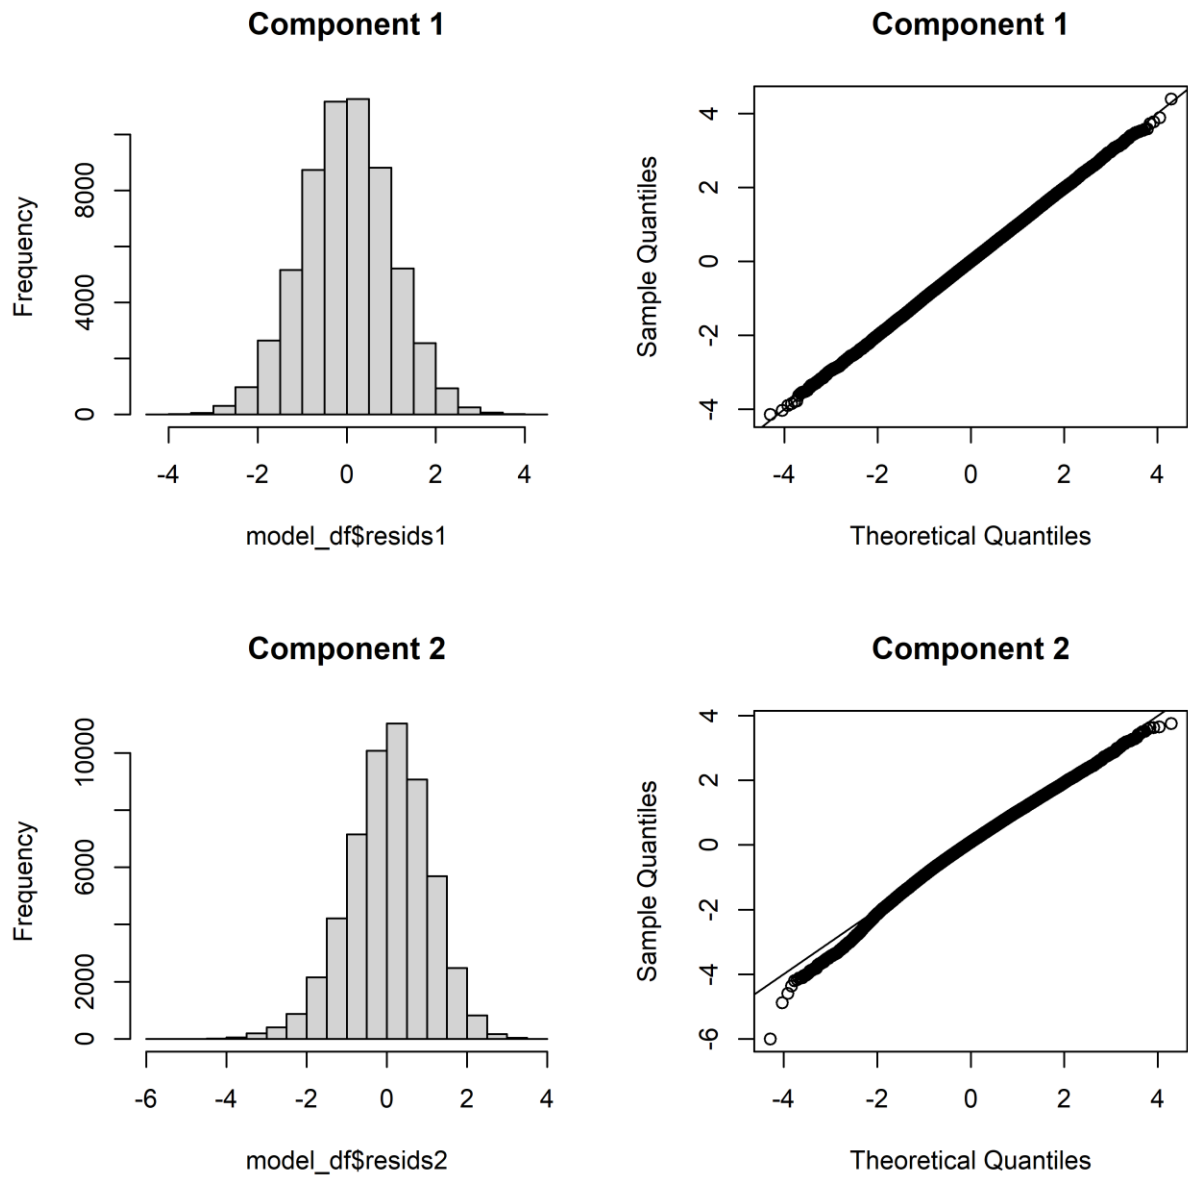 Component 1
Frequency
0
4000
8000
-4 -2 0 2 4
model_df$resids1
Component 1
Sample Quantiles
-4 -2 0 2 4
-4 -2 0 2 4
Theoretical Quantiles
Component 2
Frequency
0 2000 6000 10000
-6 -4 -2 0 2 4
model_df$resids2
Component 2
Sample Quantiles
-6 -4 -2 0 2 4
-4 -2 0 2 4
Theoretical Quantiles